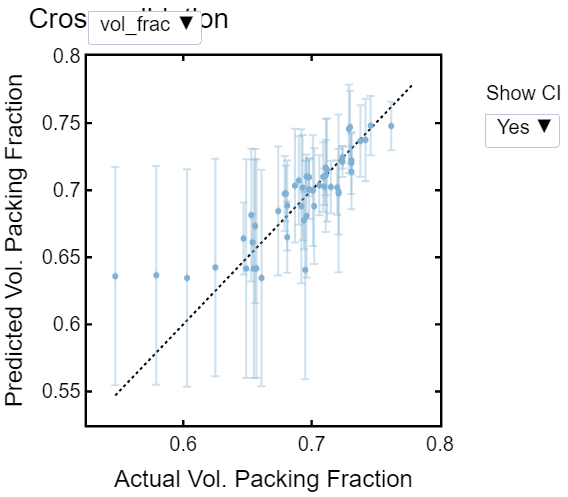 vol_frac ▼
Show CI
Yes ▼
Predicted Vol. Packing Fraction
0.8
0.75
0.7
0.65
0.6
0.55
0.6
0.7
0.8
Actual Vol. Packing Fraction